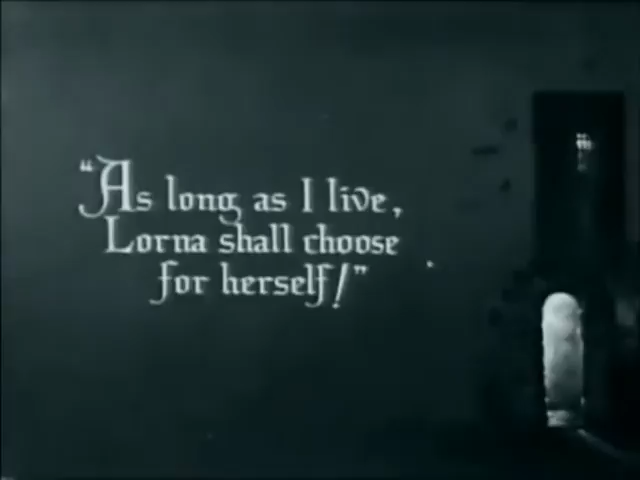 “As long as I live,
Lorna shall choose
for herself!”